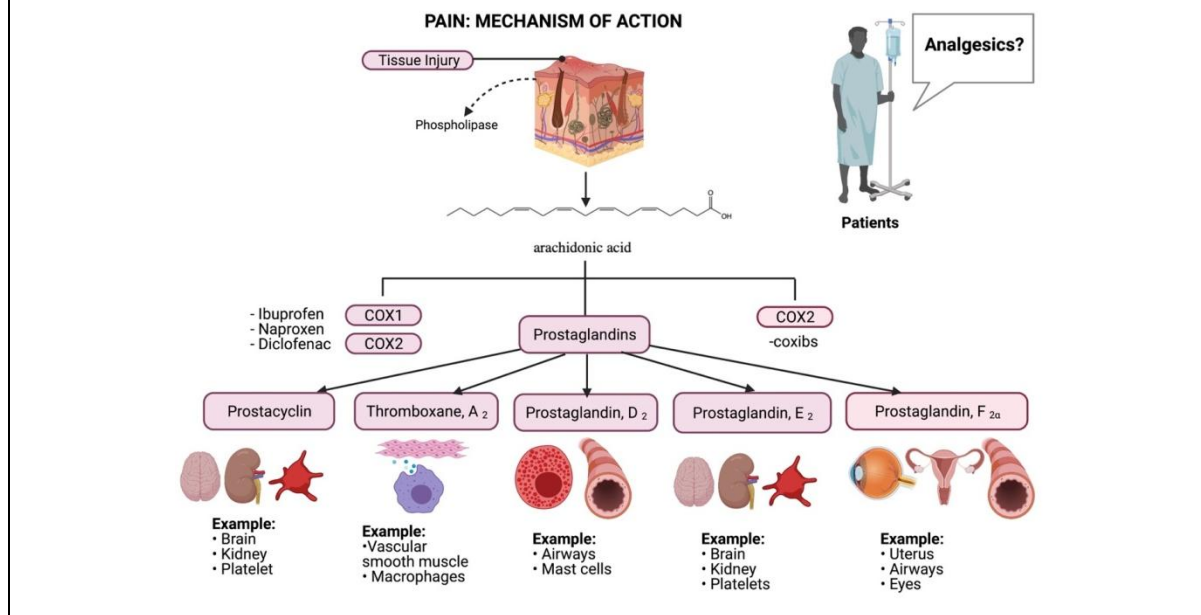 PAIN: MECHANISM OF ACTION
Tissue Injury
Phospholipase
Analgesics?
Patients
O
OH
arachidonic acid
- Ibuprofen
- Naproxen
- Diclofenac
COX1
COX2
Prostaglandins
COX2
-coxibs
Prostacyclin
Thromboxane, A 2
Prostaglandin, D 2
Prostaglandin, E 2
Prostaglandin, F 2α
Example:
• Brain
• Kidney
• Platelet
Example:
•Vascular
smooth muscle
• Macrophages
Example:
• Airways
• Mast cells
Example:
• Brain
• Kidney
• Platelets
Example:
• Uterus
• Airways
• Eyes